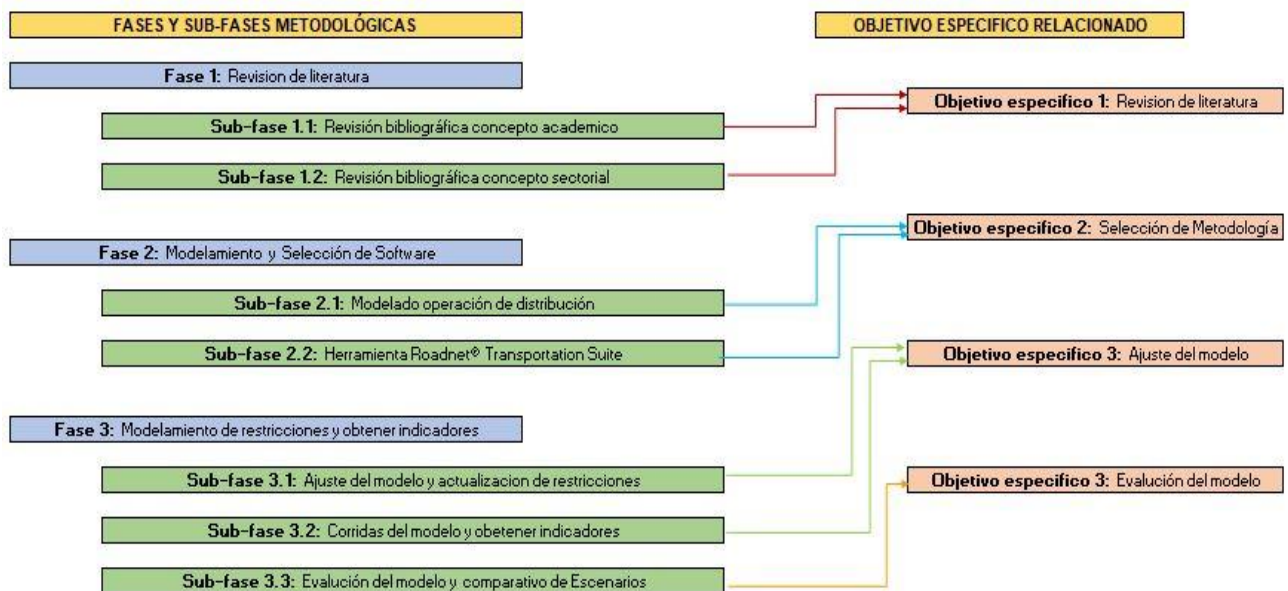 FASES Y SUB-FASES METODOLÓGICAS
OBJETIVO ESPECIFICO RELACIONADO
Fase 1: Revision de literatura
Objetivo especifico 1: Revision de literatura
Sub-fase 1.1: Revisión bibliográfica concepto academico
Sub-fase 1.2: Revisión bibliográfica concepto sectorial
Objetivo especifico 2: Selección de Metodología
Fase 2: Modelamiento y Selección de Software
Sub-fase 2.1: Modelado operación de distribución
Sub-fase 2.2: Herramienta Roadnet® Transportation Suite
Objetivo especifico 3: Ajuste del modelo
Fase 3: Modelamiento de restricciones y obtener indicadores
Sub-fase 3.1: Ajuste del modelo y actualizacion de restricciones
Objetivo especifico 3: Evalución del modelo
Sub-fase 3.2: Corridas del modelo y obetener indicadores
Sub-fase 3.3: Evalución del modelo y comparativo de Escenarios